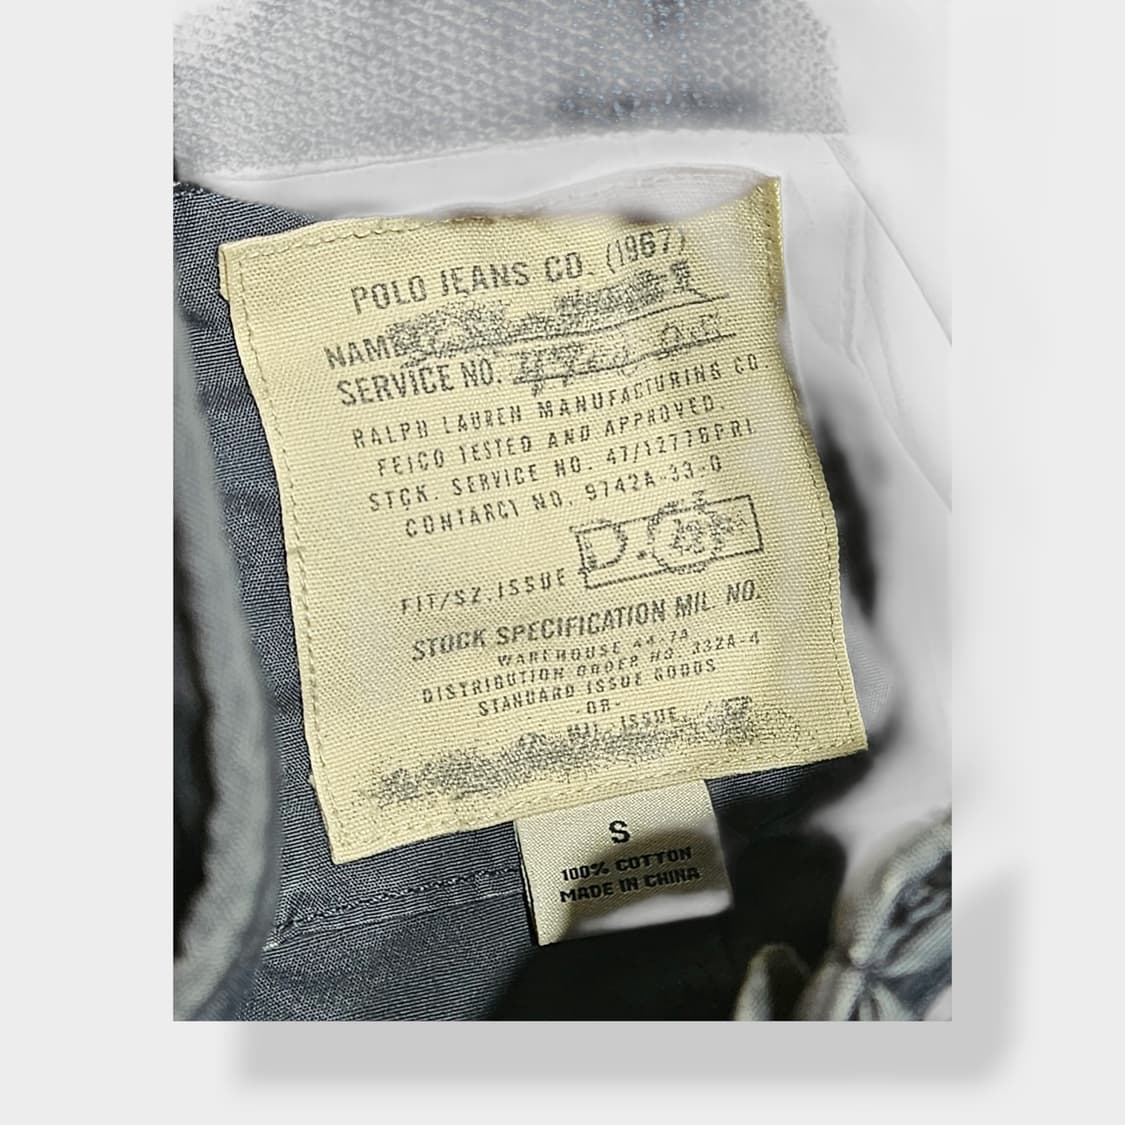 POLO JEANS CO. (1967)
NAME
SERVICE NO.
RALPH LAUREN MANUFACTURING CO.
FEICO TESTED AND APPROVED.
STCK. SERVICE NO. 47/12776PRL
CONTARCT NO. 9742A-33-0
FIT/SZ.ISSUE
STOCK SPECIFICATION MIL. NO.
WAREHOUSE 44-7A
DISTRIBUTION ORDER NO. 332A-4
STANDARD ISSUE GOODS
-OR-
ISSUE
S
100% COTTON
MADE IN CHINA